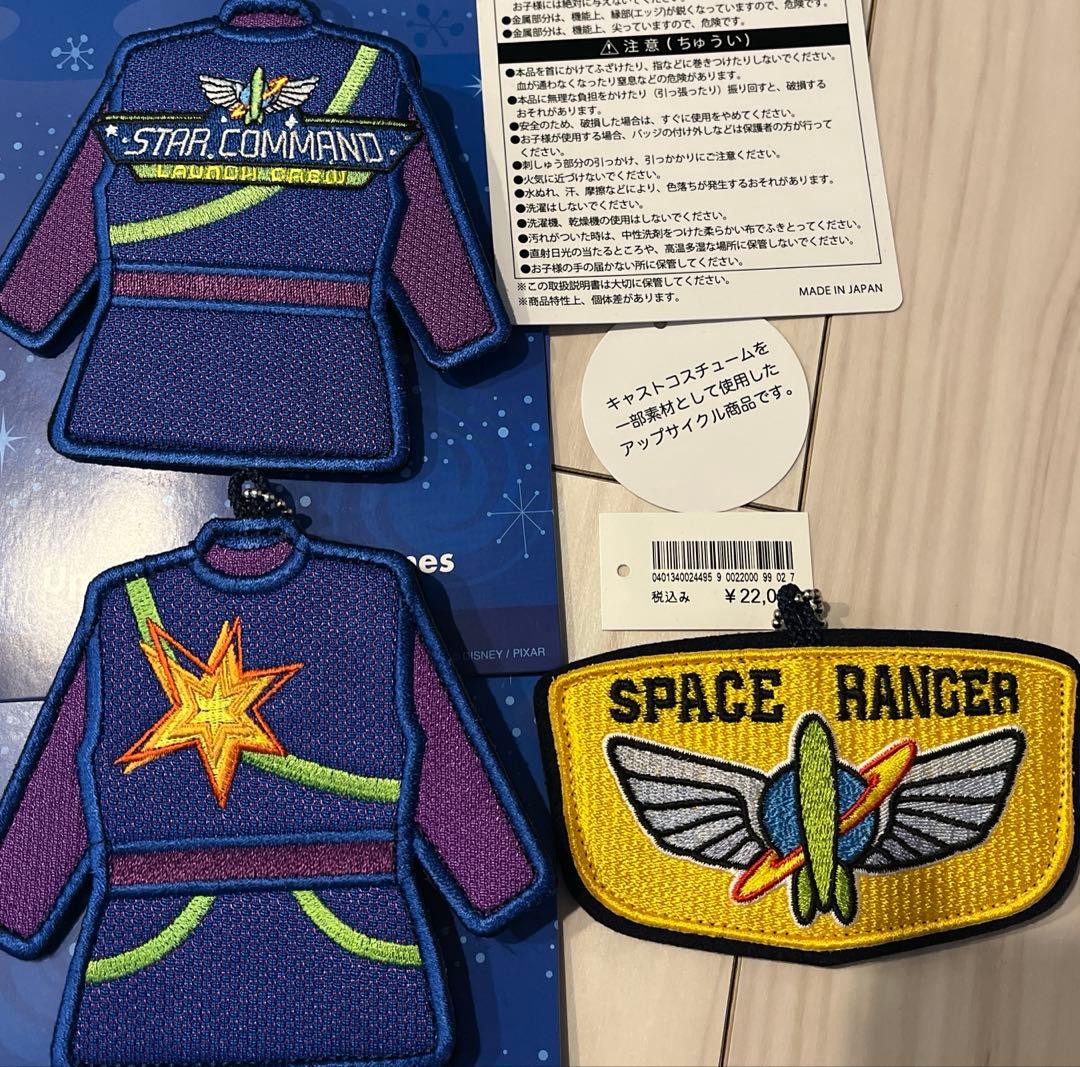 STAR COMMAND
LAUNCH CREW
お子様には絶対に与えないでください。
●金属部分は、機能上、縁部(エッジ)が鋭くなっていますので、危険です。
●金属部分は、機能上、尖っていますので、危険です。
⚠注意(ちゅうい)
●本品を首にかけてふざけたり、指などに巻きつけたりしないでください。
血が通わなくなったり窒息などの危険があります。
●本品に無理な負担をかけたり(引っ張ったり)振り回すと、破損する
おそれがあります。
●安全のため、破損した場合は、すぐに使用をやめてください。
●お子様が使用する場合、バッジの付け外しなどは保護者の方が行って
ください。
●刺しゅう部分の引っかけ、引っかかりにご注意ください。
●火気に近づけないでください。
●水ぬれ、汗、摩擦などにより、色落ちが発生するおそれがあります。
●洗濯はしないでください。
●洗濯機、乾燥機の使用はしないでください。
●汚れがついた時は、中性洗剤をつけた柔らかい布でふきとってください。
●直射日光の当たるところや、高温多湿な場所に保管しないでください。
●お子様の手の届かない所に保管してください。
※この取扱説明書は大切に保管してください。
※商品特性上、個体差があります。
MADE IN JAPAN
キャストコスチュームを
一部素材として使用した
アップサイクル商品です。
0401340024495 9 0022000 99 02 7
税込み ¥22,0
mes
DISNEY / PIXAR
SPACE RANGER